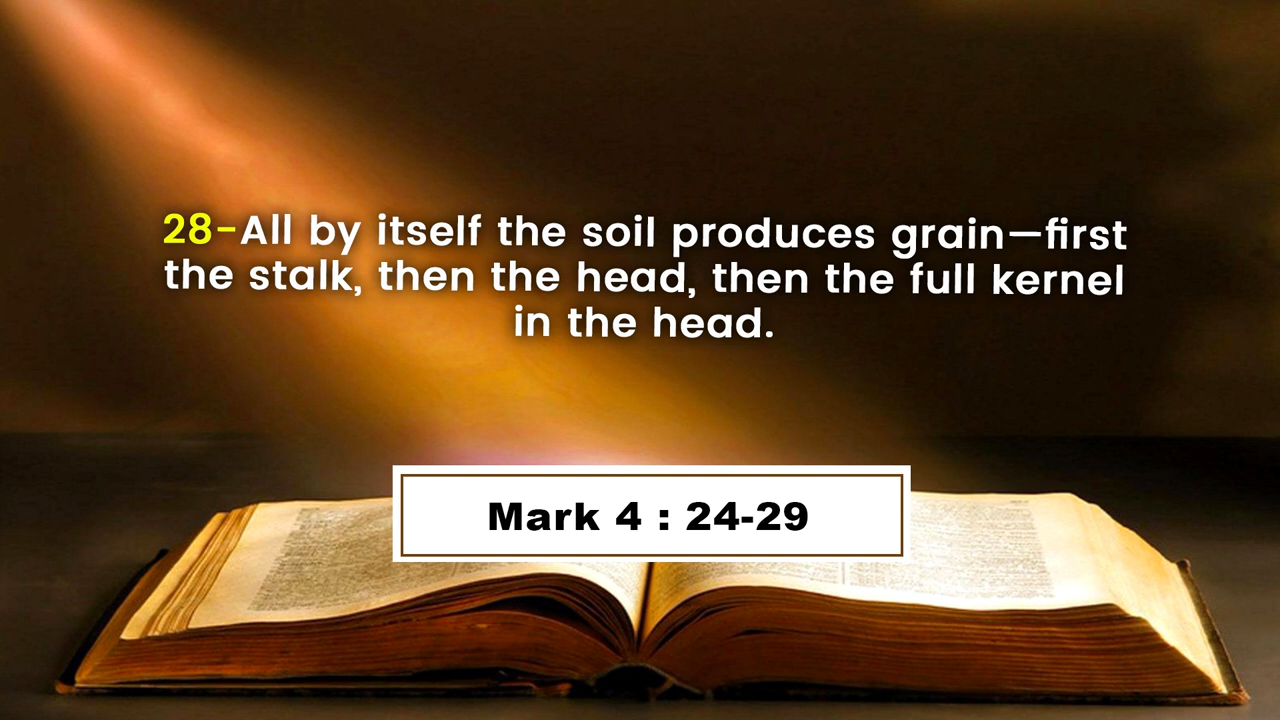 28-All by itself the soil produces grain—first
the stalk, then the head, then the full kernel
in the head.
Mark 4 : 24-29